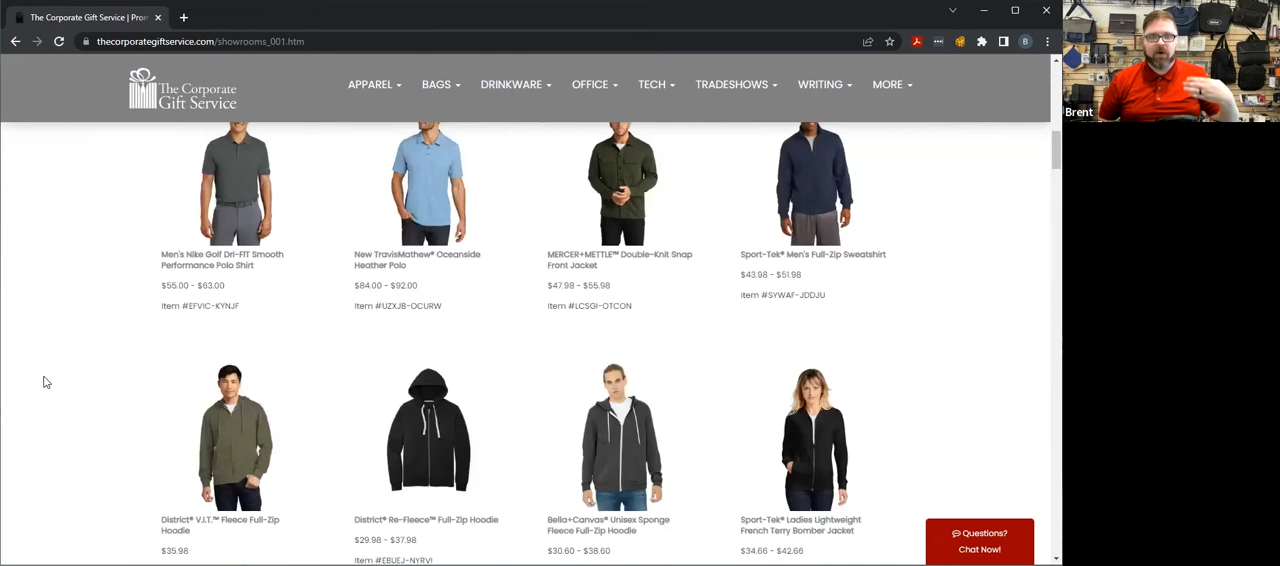 The Corporate Gift Service | Pron
thecorporategiftservice.com/showrooms_001.htm
B
The Corporate
Gift Service
APPAREL
BAGS
DRINKWARE
OFFICE
TECH
TRADESHOWS
WRITING
MORE
Brent
Men's Nike Golf Dri-FIT Smooth
Performance Polo Shirt
$55.00 - $63.00
Item #EFVIC-KYNJF
New TravisMathew® Oceanside
Heather Polo
$84.00 - $92.00
Item #UZXJB-OCURW
MERCER+METTLE™ Double-Knit Snap
Front Jacket
$47.98 - $55.98
Item #LCSGI-OTCON
Sport-Tek® Men's Full-Zip Sweatshirt
$43.98 - $51.98
Item #SYWAF-JDDJU
District® V.I.T.™ Fleece Full-Zip
Hoodie
$35.98
District® Re-Fleece™ Full-Zip Hoodie
$29.98 - $37.98
Item #EBUEJ-NYRVI
Bella+Canvas® Unisex Sponge
Fleece Full-Zip Hoodie
$30.60 - $38.60
Sport-Tek® Ladies Lightweight
French Terry Bomber Jacket
$34.66 - $42.66
Questions?
Chat Now!